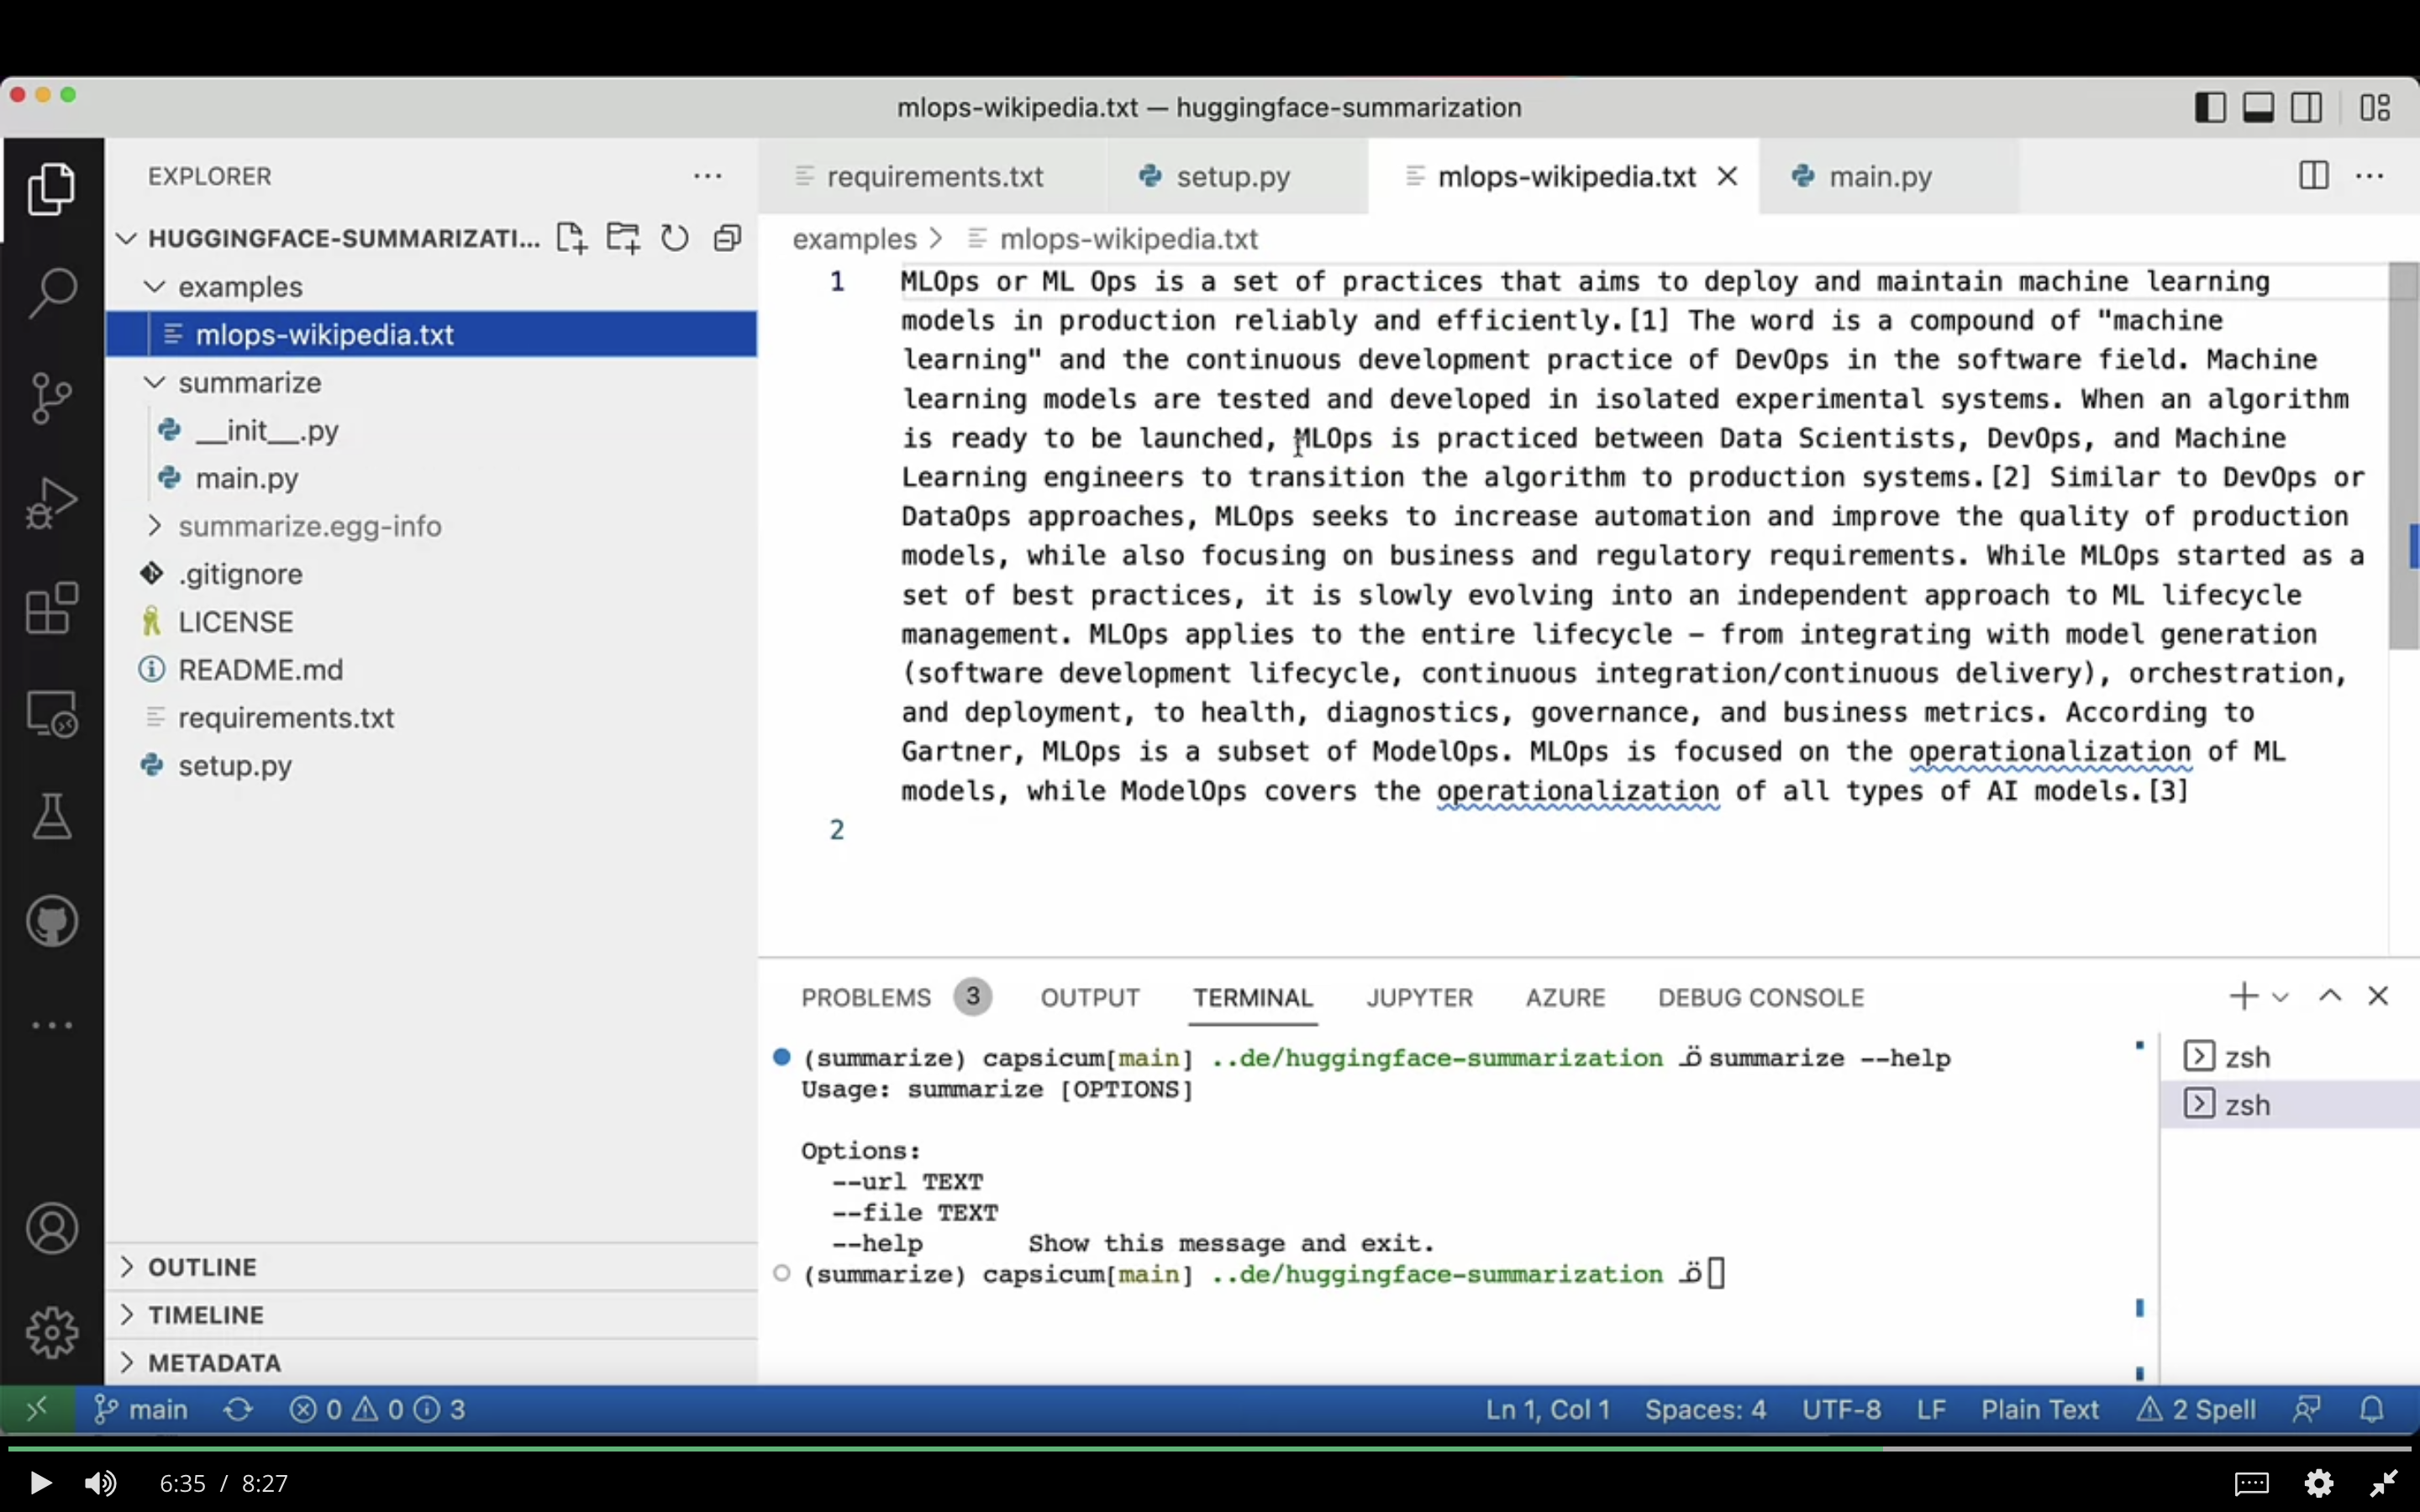 mlops-wikipedia.txt — huggingface-summarization
EXPLORER
HUGGINGFACE-SUMMARIZATI...
examples
mlops-wikipedia.txt
summarize
__init__.py
main.py
summarize.egg-info
.gitignore
LICENSE
README.md
requirements.txt
setup.py
OUTLINE
TIMELINE
METADATA
requirements.txt
setup.py
mlops-wikipedia.txt
main.py
examples > mlops-wikipedia.txt
1 MLOps or ML Ops is a set of practices that aims to deploy and maintain machine learning
models in production reliably and efficiently.[1] The word is a compound of "machine
learning" and the continuous development practice of DevOps in the software field. Machine
learning models are tested and developed in isolated experimental systems. When an algorithm
is ready to be launched, MLOps is practiced between Data Scientists, DevOps, and Machine
Learning engineers to transition the algorithm to production systems.[2] Similar to DevOps or
DataOps approaches, MLOps seeks to increase automation and improve the quality of production
models, while also focusing on business and regulatory requirements. While MLOps started as a
set of best practices, it is slowly evolving into an independent approach to ML lifecycle
management. MLOps applies to the entire lifecycle – from integrating with model generation
(software development lifecycle, continuous integration/continuous delivery), orchestration,
and deployment, to health, diagnostics, governance, and business metrics. According to
Gartner, MLOps is a subset of ModelOps. MLOps is focused on the operationalization of ML
models, while ModelOps covers the operationalization of all types of AI models.[3]
2
PROBLEMS 3 OUTPUT TERMINAL JUPYTER AZURE DEBUG CONSOLE
(summarize) capsicum[main] ..de/huggingface-summarization summarize --help
Usage: summarize [OPTIONS]
Options:
--url TEXT
--file TEXT
--help Show this message and exit.
(summarize) capsicum[main] ..de/huggingface-summarization
zsh
zsh
main 0 0 3
Ln 1, Col 1 Spaces: 4 UTF-8 LF Plain Text 2 Spell
6:35 / 8:27